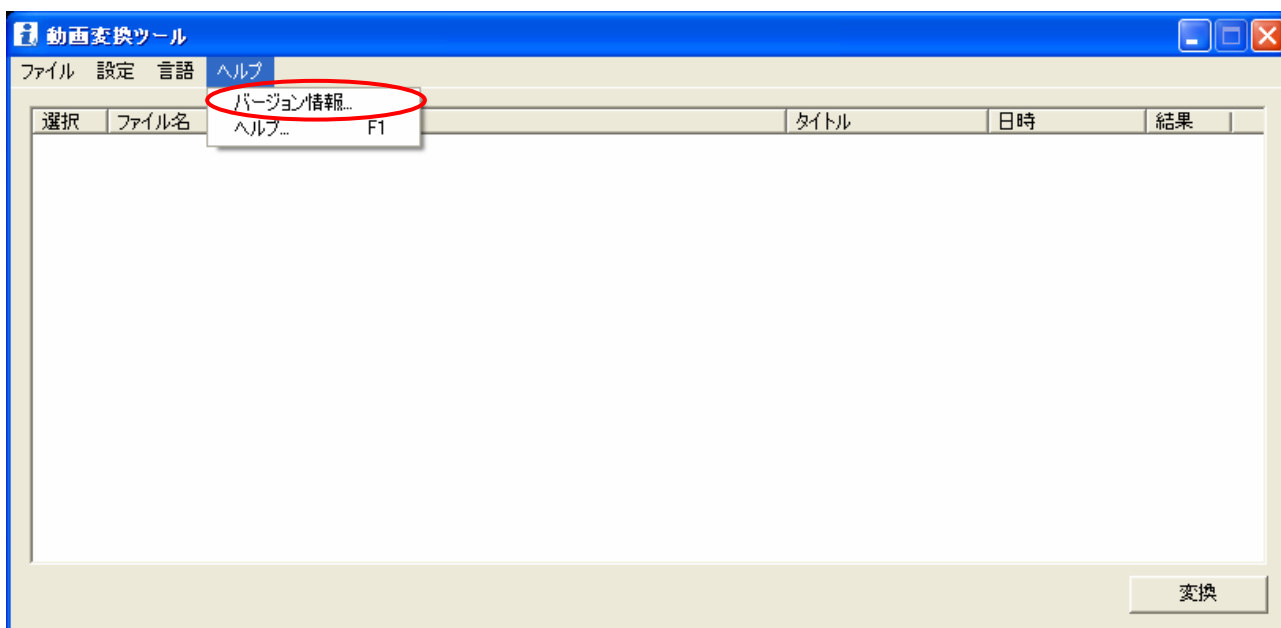 動画変換ツール
ファイル 設定 言語 ヘルプ
バージョン情報...
ヘルプ... F1
選択 ファイル名 タイトル 日時 結果
変換